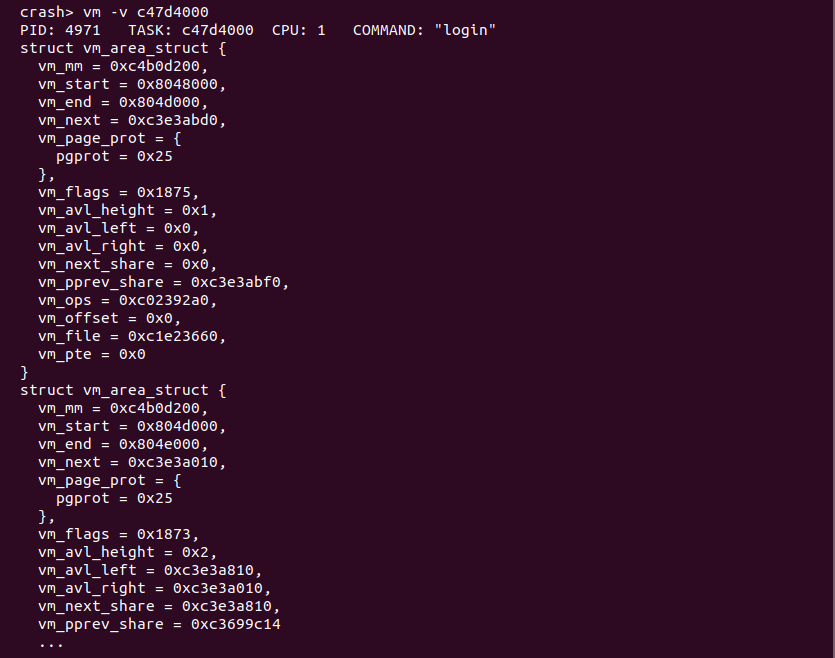 crash> vm -v c47d4000
PID: 4971   TASK: c47d4000  CPU: 1   COMMAND: "login"
struct vm_area_struct {
  vm_mm = 0xc4b0d200,
  vm_start = 0x8048000,
  vm_end = 0x804d000,
  vm_next = 0xc3e3abd0,
  vm_page_prot = {
    pgprot = 0x25
  },
  vm_flags = 0x1875,
  vm_avl_height = 0x1,
  vm_avl_left = 0x0,
  vm_avl_right = 0x0,
  vm_next_share = 0x0,
  vm_pprev_share = 0xc3e3abf0,
  vm_ops = 0xc02392a0,
  vm_offset = 0x0,
  vm_file = 0xc1e23660,
  vm_pte = 0x0
}
struct vm_area_struct {
  vm_mm = 0xc4b0d200,
  vm_start = 0x804d000,
  vm_end = 0x804e000,
  vm_next = 0xc3e3a010,
  vm_page_prot = {
    pgprot = 0x25
  },
  vm_flags = 0x1873,
  vm_avl_height = 0x2,
  vm_avl_left = 0xc3e3a810,
  vm_avl_right = 0xc3e3a010,
  vm_next_share = 0xc3e3a810,
  vm_pprev_share = 0xc3699c14
  ...